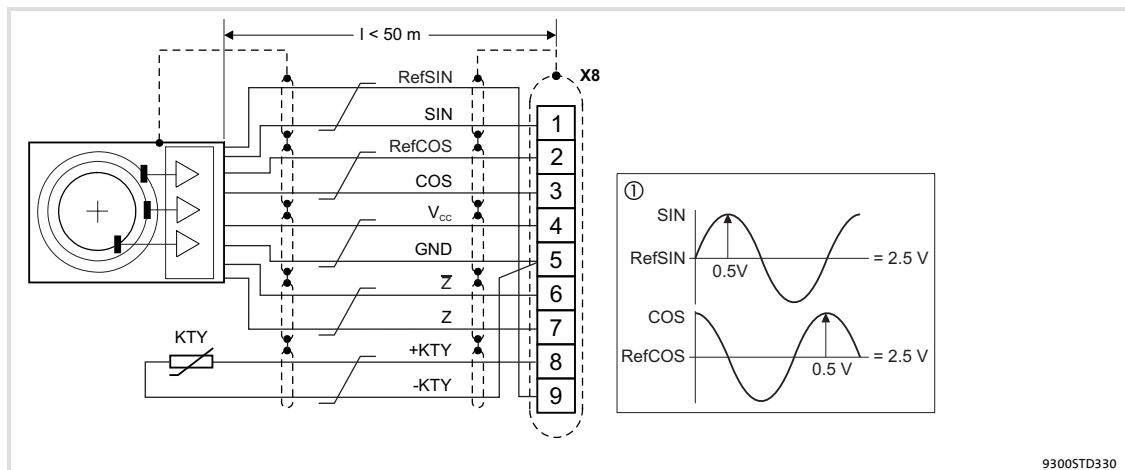 l < 50 m
X8
RefSIN
SIN
RefCOS
COS
Vcc
GND
Z̅
Z
KTY
+KTY
-KTY
1
2
3
4
5
6
7
8
9
①
SIN
RefSIN
0.5V
= 2.5 V
COS
RefCOS
0.5 V
= 2.5 V
9300STD330